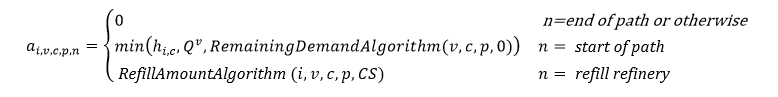 0 n=end of path or otherwise
a_{i,v,c,p,n} = { min(h_{i,c}, Q^v, RemainingDemandAlgorithm(v, c, p, 0)) n = start of path
RefillAmountAlgorithm (i, v, c, p, CS) n = refill refinery